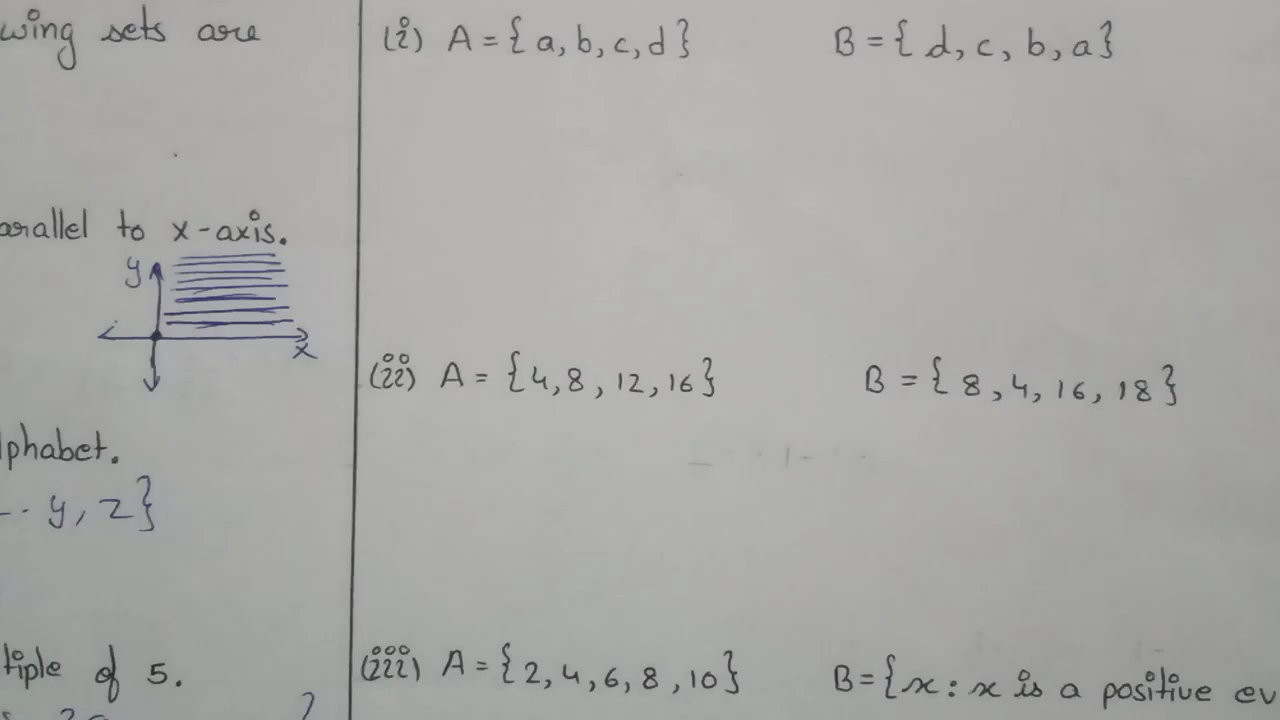 wing sets are
arallel to x-axis.
y
x
lphabet.
y, z}
tiple of 5.
(i) A = {a, b, c, d} B = {d, c, b, a}
(ii) A = {4, 8, 12, 16} B = {8, 4, 16, 18}
(iii) A = {2, 4, 6, 8, 10} B = {x : x is a positive ev